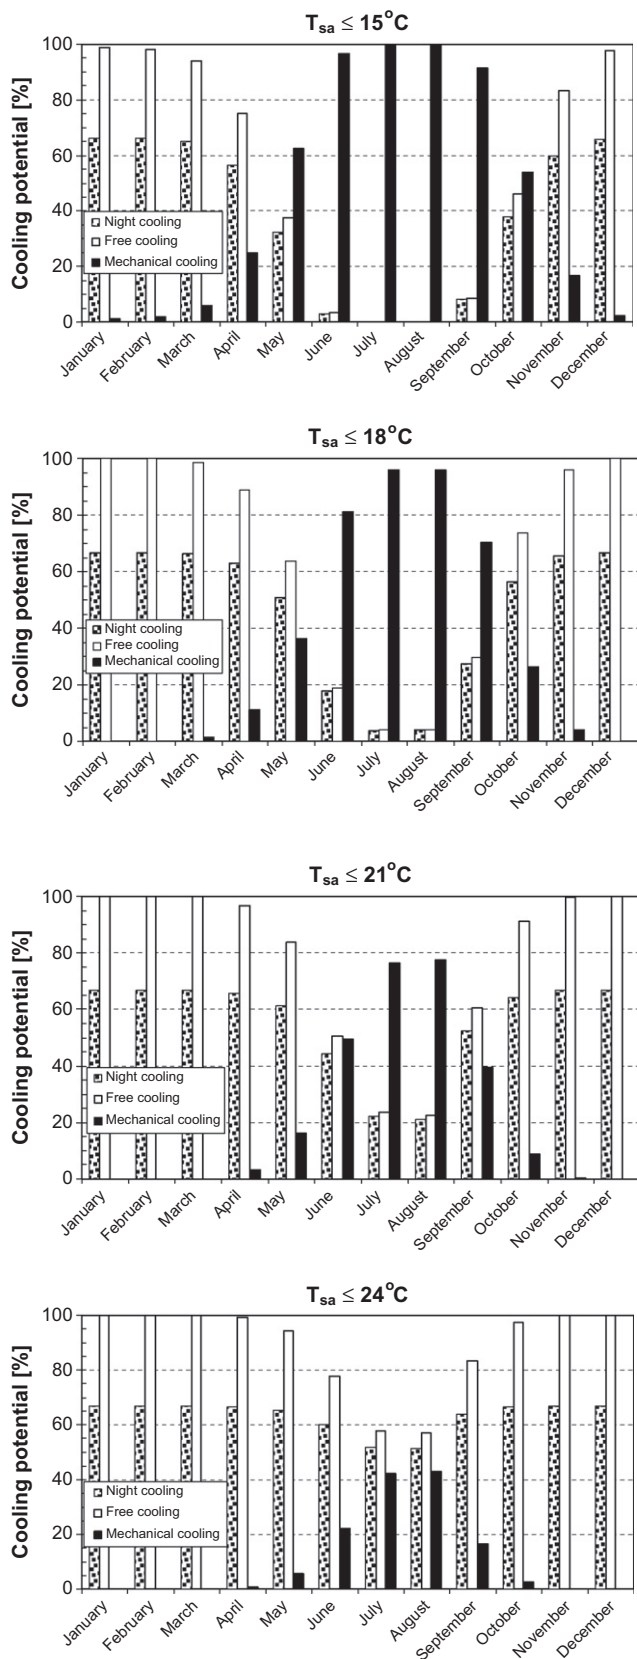 T_sa ≤ 15°C
Cooling potential [%]
100
80
60
40
20
0
Night cooling
Free cooling
Mechanical cooling
January
February
March
April
May
June
July
August
September
October
November
December
T_sa ≤ 18°C
Cooling potential [%]
100
80
60
40
20
0
Night cooling
Free cooling
Mechanical cooling
January
February
March
April
May
June
July
August
September
October
November
December
T_sa ≤ 21°C
Cooling potential [%]
100
80
60
40
20
0
Night cooling
Free cooling
Mechanical cooling
January
February
March
April
May
June
July
August
September
October
November
December
T_sa ≤ 24°C
Cooling potential [%]
100
80
60
40
20
0
Night cooling
Free cooling
Mechanical cooling
January
February
March
April
May
June
July
August
September
October
November
December